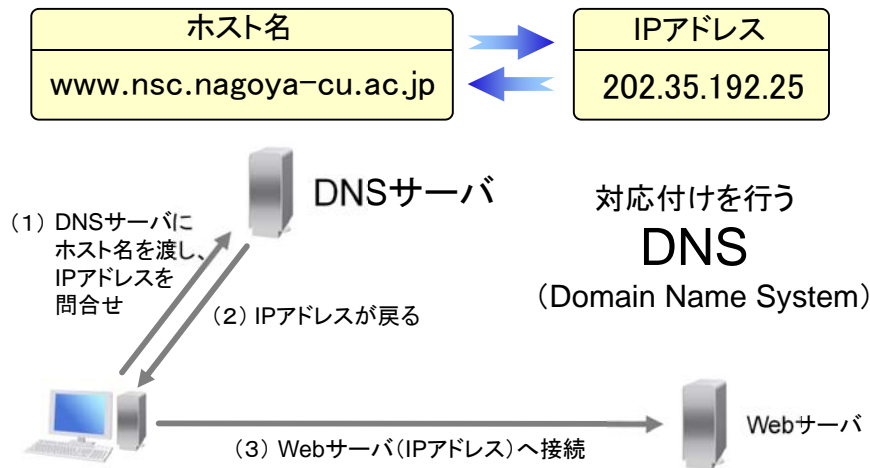 ホスト名
www.nsc.nagoya-cu.ac.jp
IPアドレス
202.35.192.25
DNSサーバ
対応付けを行う
DNS
（Domain Name System）
（１） DNSサーバに
ホスト名を渡し、
IPアドレスを
問合せ
（２） IPアドレスが戻る
（３） Webサーバ（IPアドレス）へ接続
Webサーバ